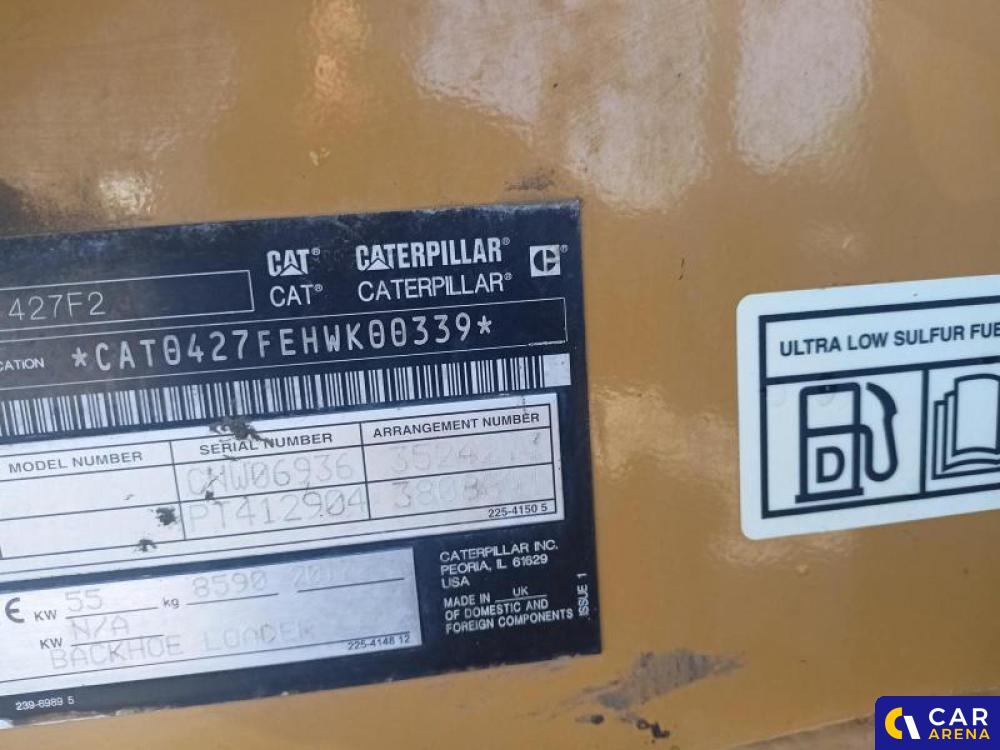 427F2
CAT® CATERPILLAR® ®
CAT® CATERPILLAR®
CATION *CAT0427FEHWK00339*
MODEL NUMBER SERIAL NUMBER ARRANGEMENT NUMBER
CHW06936
PT412904
225-4150 5
CE KW 55 kg 8590
KW N/A
BACKHOE LOADER
225-4148 12
239-6989 5
CATERPILLAR INC.
PEORIA, IL 61629
USA
MADE IN UK
OF DOMESTIC AND
FOREIGN COMPONENTS
ISSUE 1
ULTRA LOW SULFUR FUE
D
CAR
ARENA